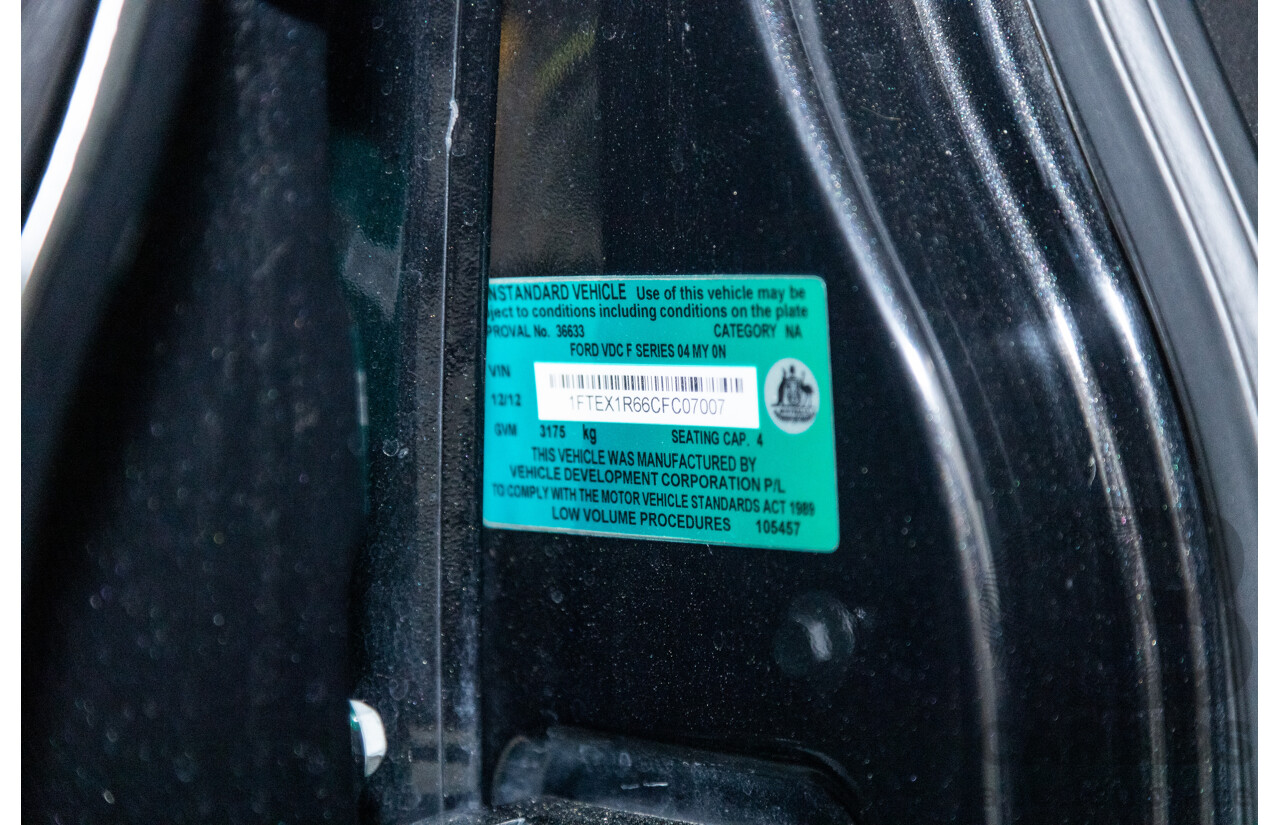 NSTANDARD VEHICLE Use of this vehicle may be
ject to conditions including conditions on the plate
PROVAL No. 36633 CATEGORY NA
FORD VDC F SERIES 04 MY 0N
VIN
1FTEX1R66CFC07007
12/12
GVM 3175 kg SEATING CAP. 4
THIS VEHICLE WAS MANUFACTURED BY
VEHICLE DEVELOPMENT CORPORATION P/L
TO COMPLY WITH THE MOTOR VEHICLE STANDARDS ACT 1989
LOW VOLUME PROCEDURES 105457